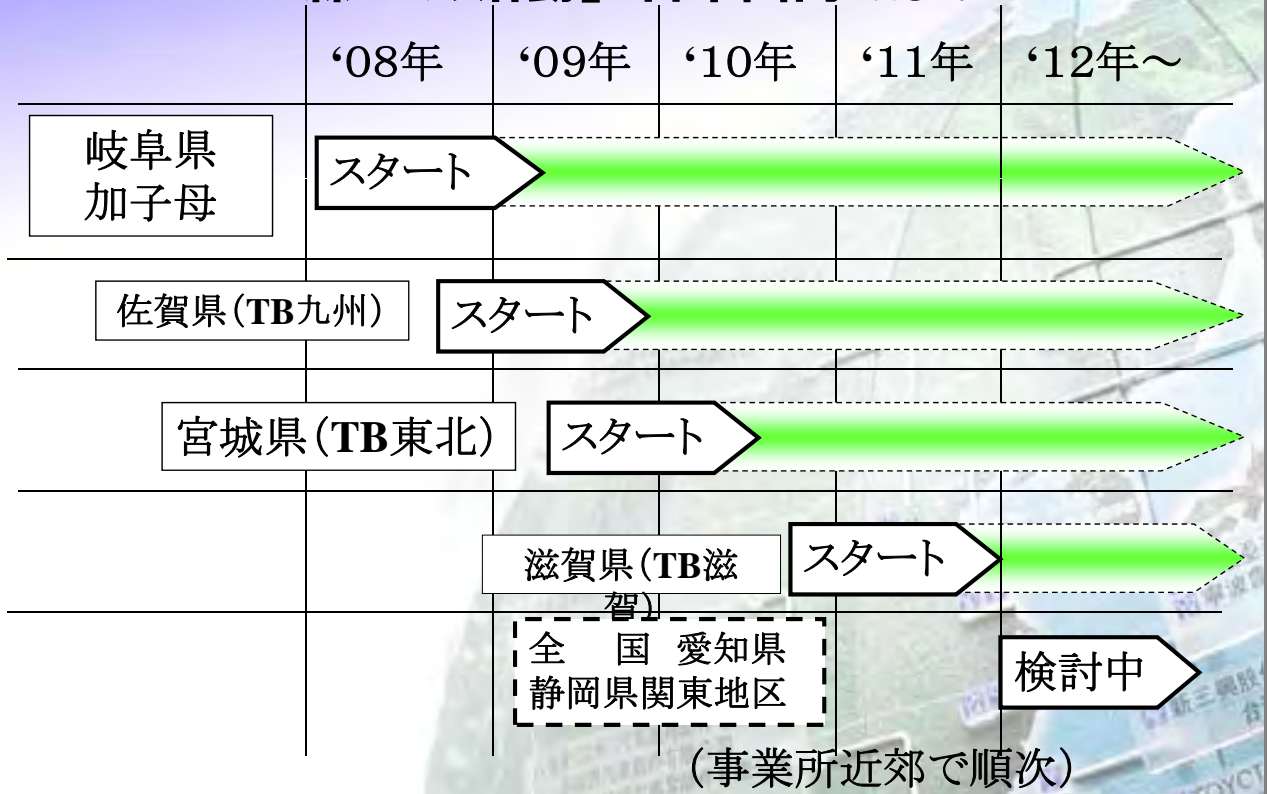 ‘08年 ‘09年 ‘10年 ‘11年 ‘12年～
岐阜県
加子母
スタート
佐賀県（TB九州）
スタート
宮城県（TB東北）
スタート
滋賀県（TB滋
賀）
スタート
全　国 愛知県
静岡県関東地区
検討中
（事業所近郊で順次）